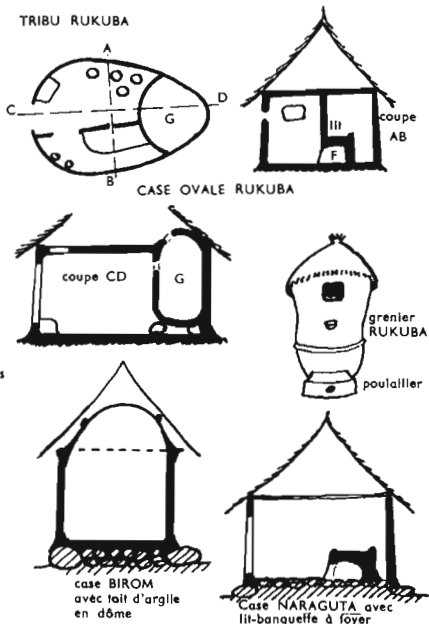 TRIBU RUKUBA
A
C
D
G
B
lit
F
coupe
AB
CASE OVALE RUKUBA
coupe CD
G
grenier
RUKUBA
poulailler
s
case BIROM
avec toit d'argile
en dôme
Case NARAGUTA avec
lit-banquette à foyer